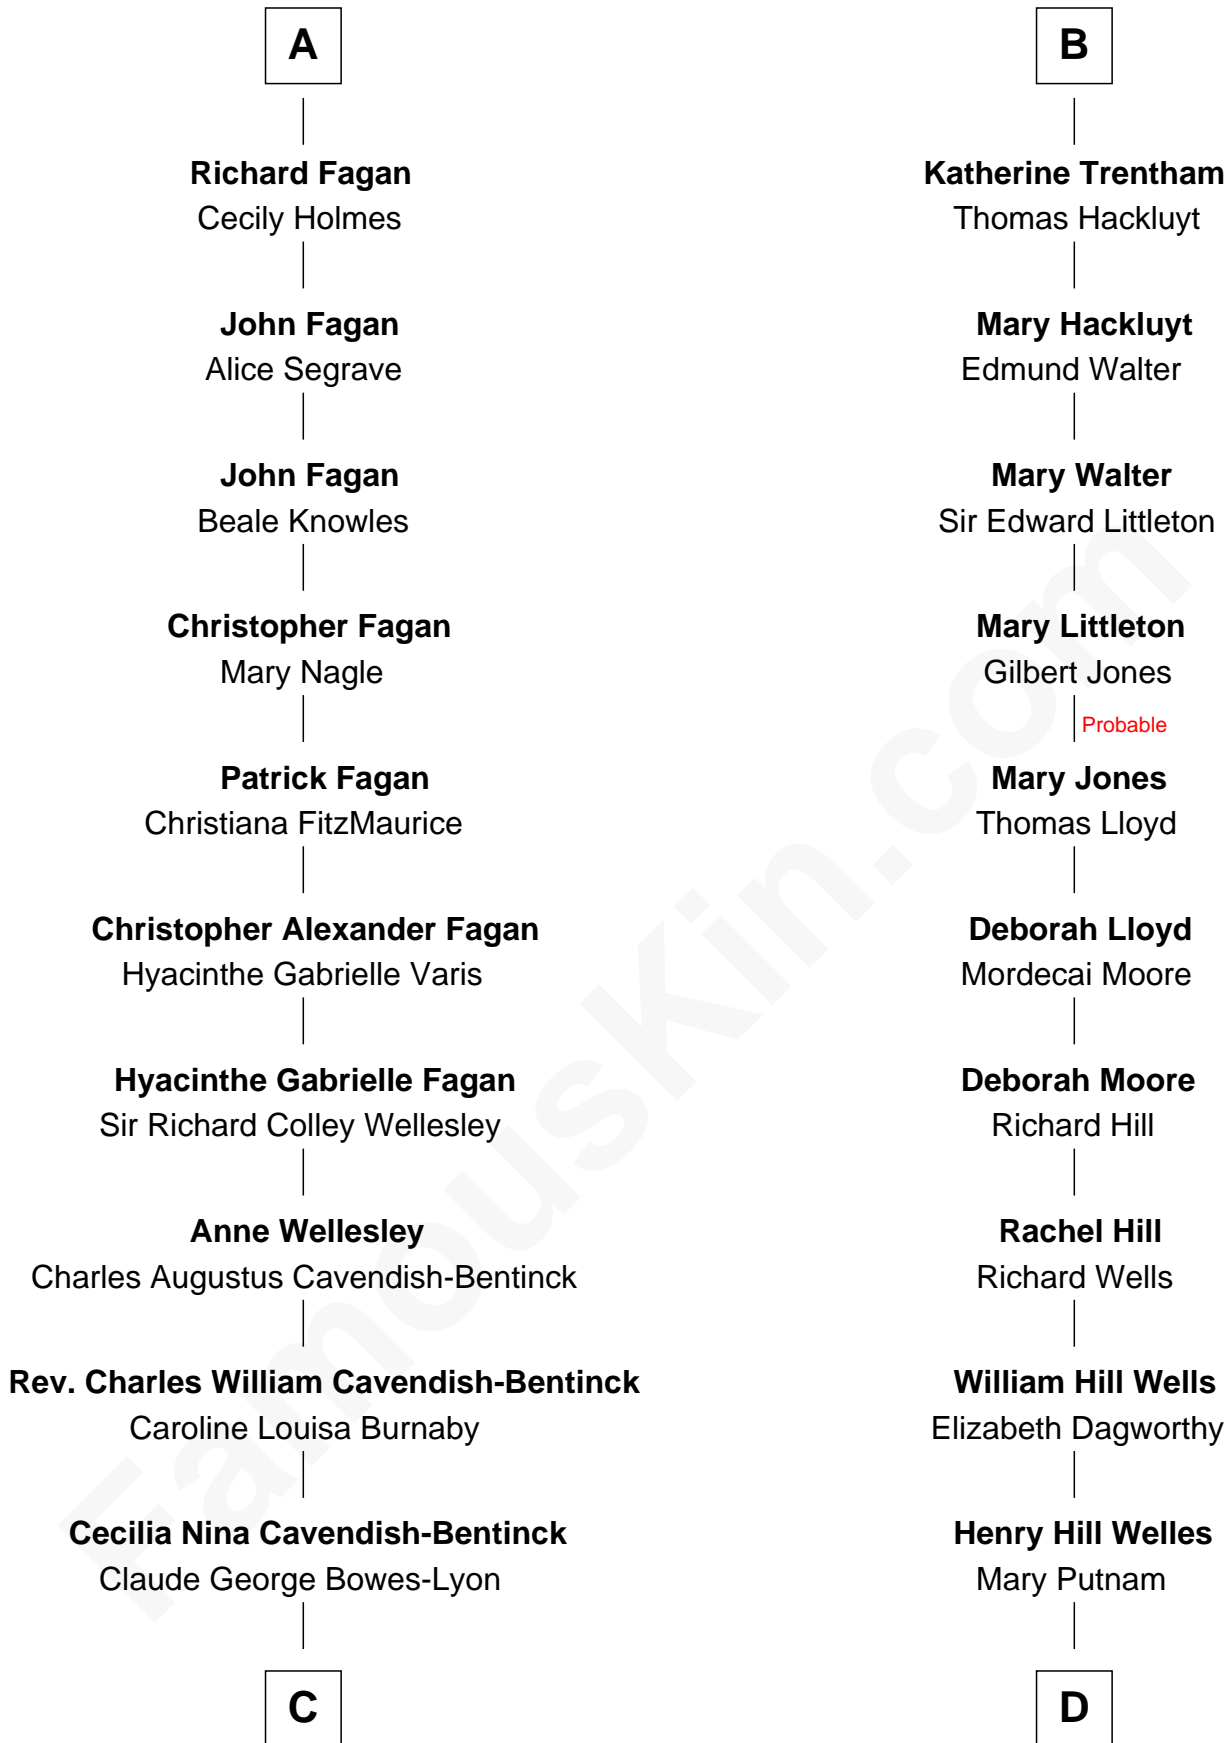 A
Richard Fagan
Cecily Holmes
John Fagan
Alice Segrave
John Fagan
Beale Knowles
Christopher Fagan
Mary Nagle
Patrick Fagan
Christiana FitzMaurice
Christopher Alexander Fagan
Hyacinthe Gabrielle Varis
Hyacinthe Gabrielle Fagan
Sir Richard Colley Wellesley
Anne Wellesley
Charles Augustus Cavendish-Bentinck
Rev. Charles William Cavendish-Bentinck
Caroline Louisa Burnaby
Cecilia Nina Cavendish-Bentinck
Claude George Bowes-Lyon
C
B
Katherine Trentham
Thomas Hackluyt
Mary Hackluyt
Edmund Walter
Mary Walter
Sir Edward Littleton
Mary Littleton
Gilbert Jones
Probable
Mary Jones
Thomas Lloyd
Deborah Lloyd
Mordecai Moore
Deborah Moore
Richard Hill
Rachel Hill
Richard Wells
William Hill Wells
Elizabeth Dagworthy
Henry Hill Welles
Mary Putnam
D
FamousKin.com